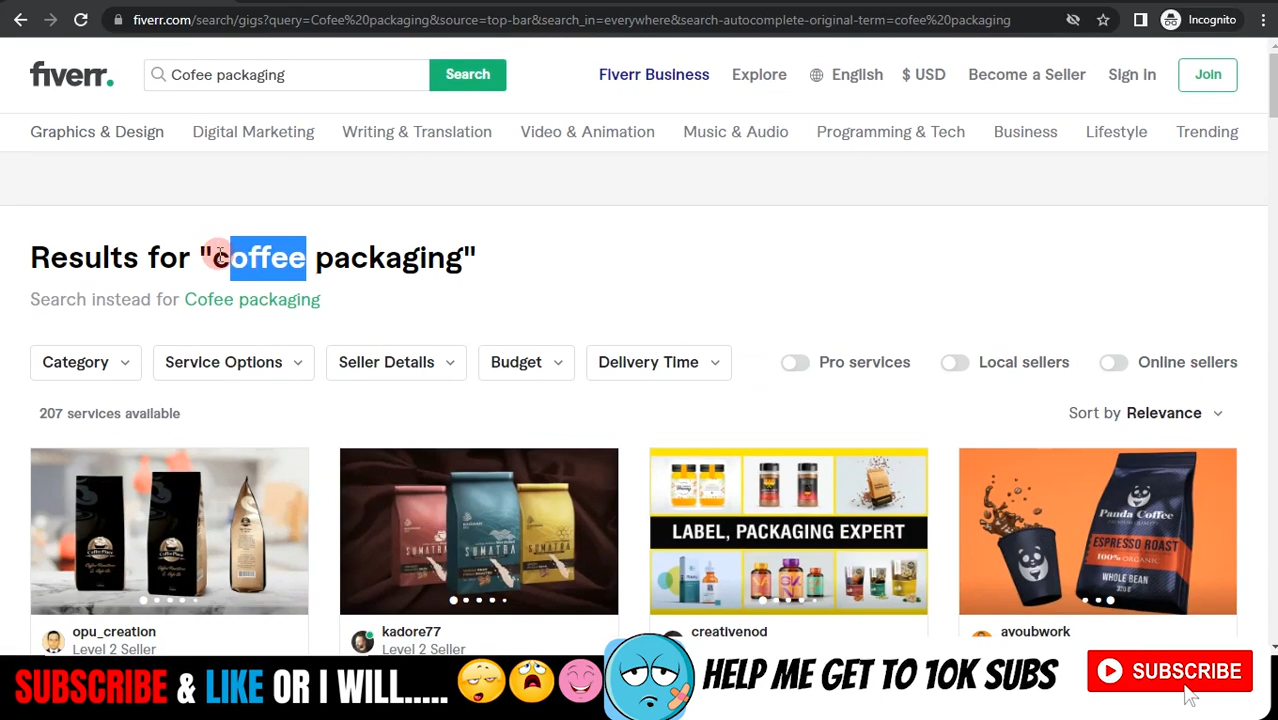 fiverr.com/search/gigs?query=Cofee%20packaging&source=top-bar&search_in=everywhere&search-autocomplete-original-term=cofee%20packaging
Incognito
fiverr.
Cofee packaging
Search
Fiverr Business
Explore
English
$ USD
Become a Seller
Sign In
Join
Graphics & Design
Digital Marketing
Writing & Translation
Video & Animation
Music & Audio
Programming & Tech
Business
Lifestyle
Trending
Results for "coffee packaging"
Search instead for Cofee packaging
Category
Service Options
Seller Details
Budget
Delivery Time
Pro services
Local sellers
Online sellers
207 services available
Sort by Relevance
SUMATRA
SUMATRA
SUMATRA
LABEL, PACKAGING EXPERT
Panda Coffee
ESPRESSO ROAST
100% ORGANIC
WHOLE BEAN
opu_creation
Level 2 Seller
kadore77
Level 2 Seller
creativenod
ayoubwork
SUBSCRIBE & LIKE OR I WILL.....
HELP ME GET TO 10K SUBS
SUBSCRIBE